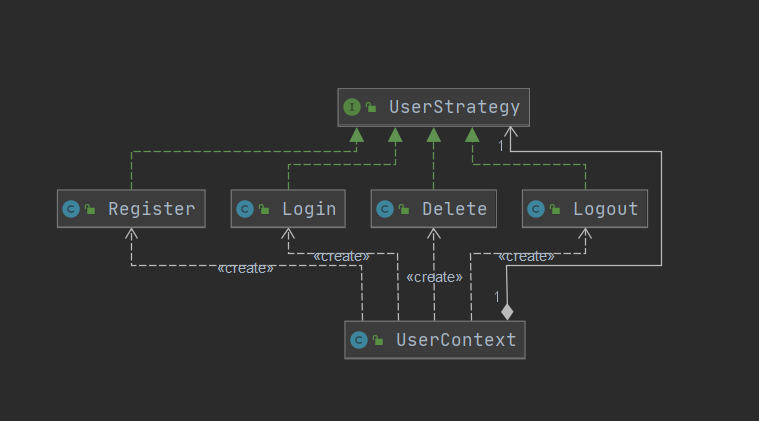 I UserStrategy
1
C Register
C Login
C Delete
C Logout
«create»
«create»
«create»
«create»
1
C UserContext